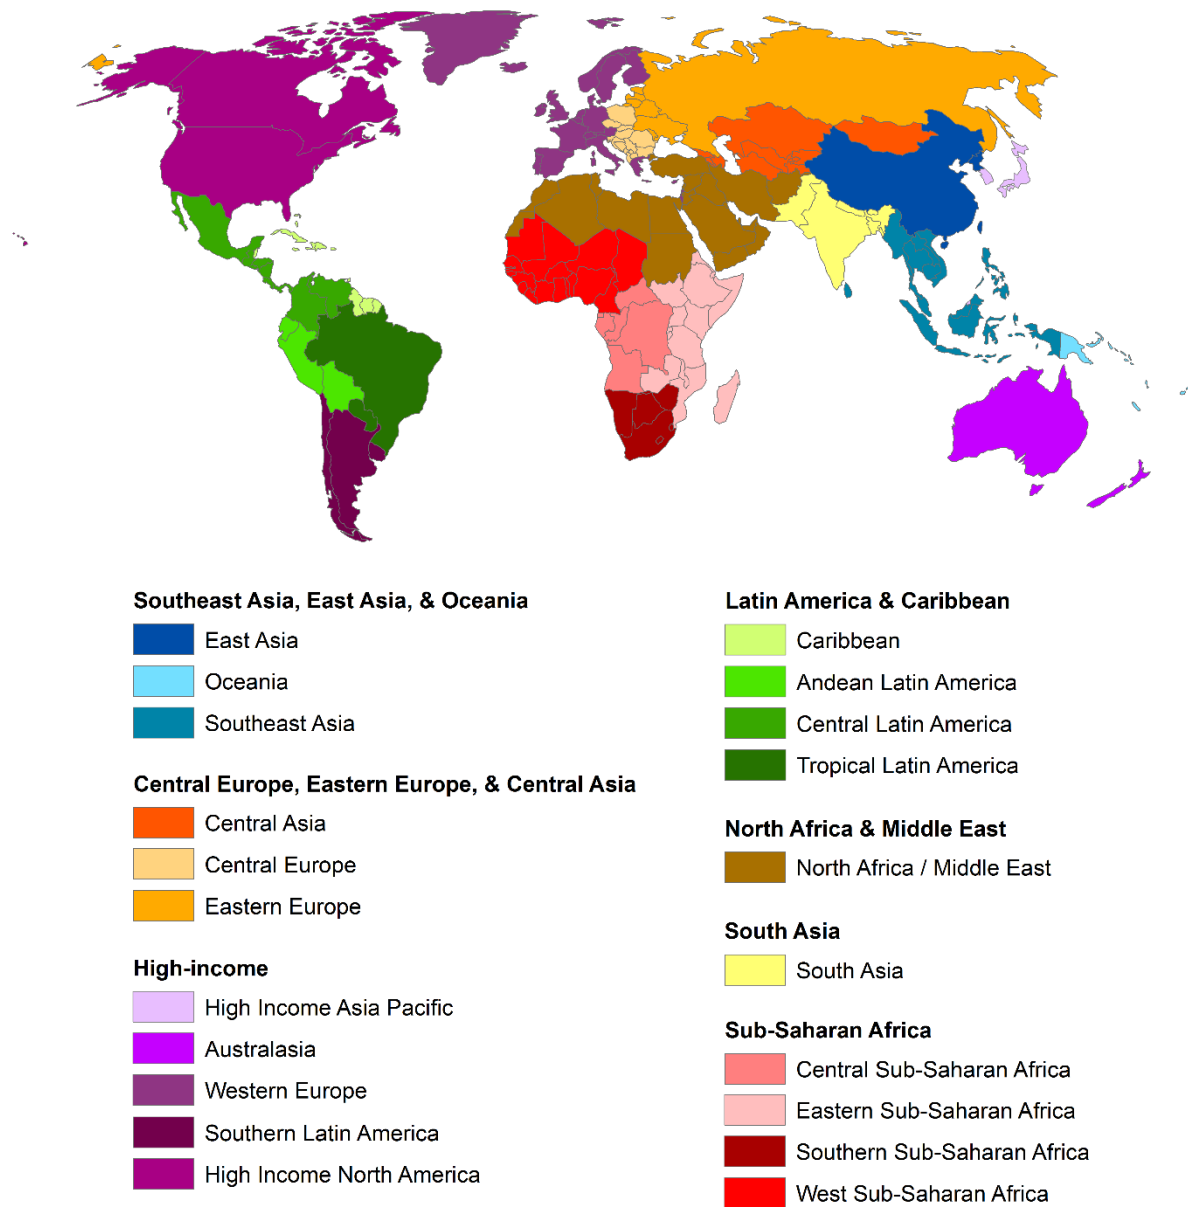 Southeast Asia, East Asia, & Oceania
East Asia
Oceania
Southeast Asia
Central Europe, Eastern Europe, & Central Asia
Central Asia
Central Europe
Eastern Europe
High-income
High Income Asia Pacific
Australasia
Western Europe
Southern Latin America
High Income North America
Latin America & Caribbean
Caribbean
Andean Latin America
Central Latin America
Tropical Latin America
North Africa & Middle East
North Africa / Middle East
South Asia
South Asia
Sub-Saharan Africa
Central Sub-Saharan Africa
Eastern Sub-Saharan Africa
Southern Sub-Saharan Africa
West Sub-Saharan Africa